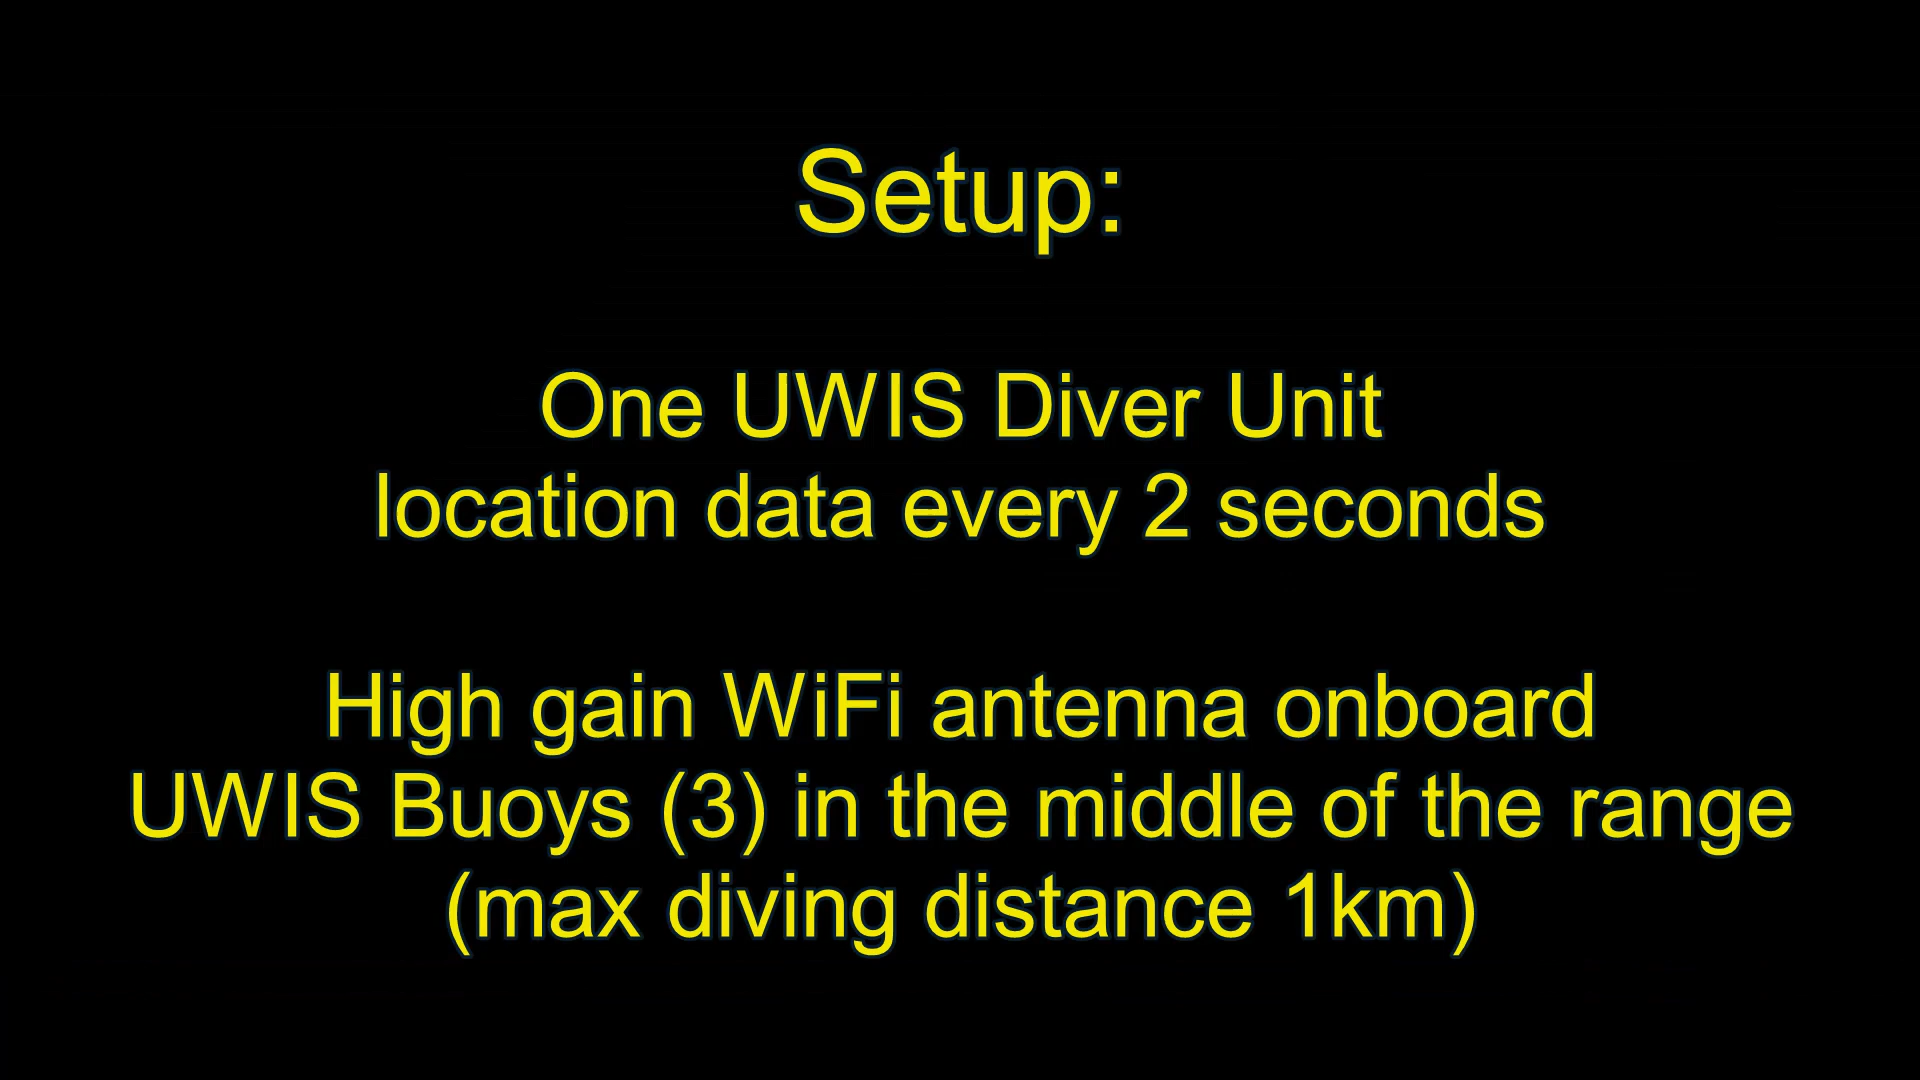 Setup:
One UWIS Diver Unit
location data every 2 seconds
High gain WiFi antenna onboard
UWIS Buoys (3) in the middle of the range
(max diving distance 1km)